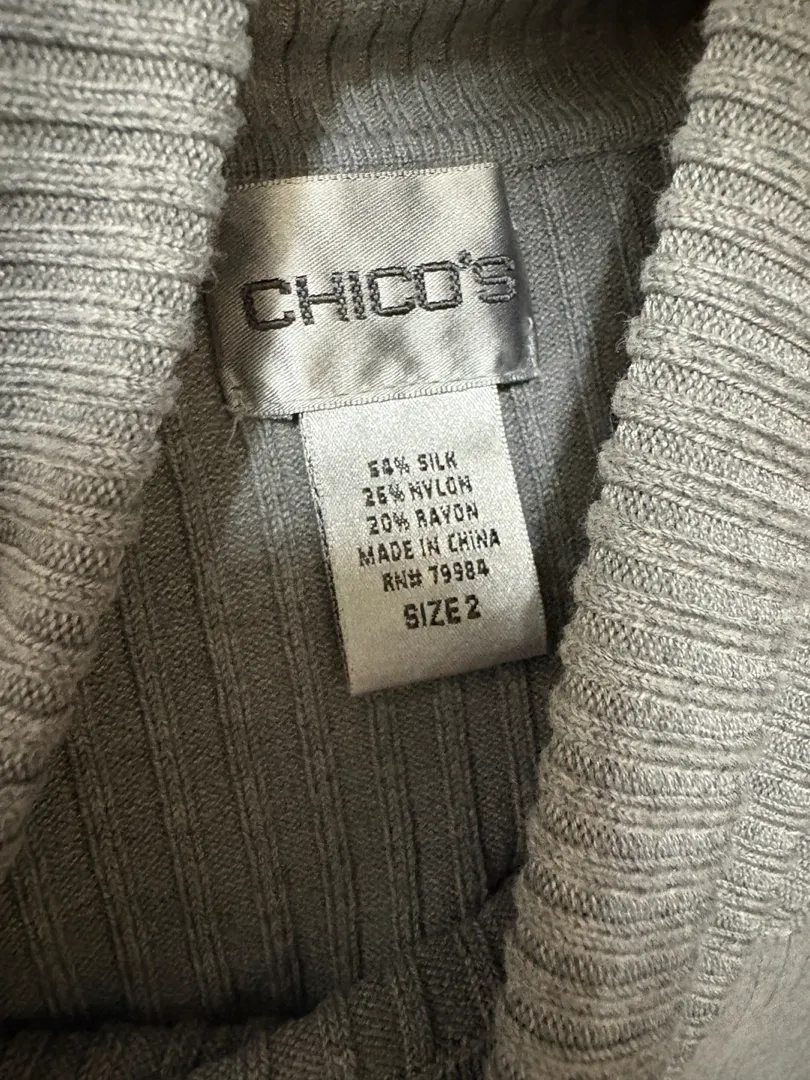 CHICO'S
54% SILK
26% NYLON
20% RAYON
MADE IN CHINA
RN# 79984
SIZE 2